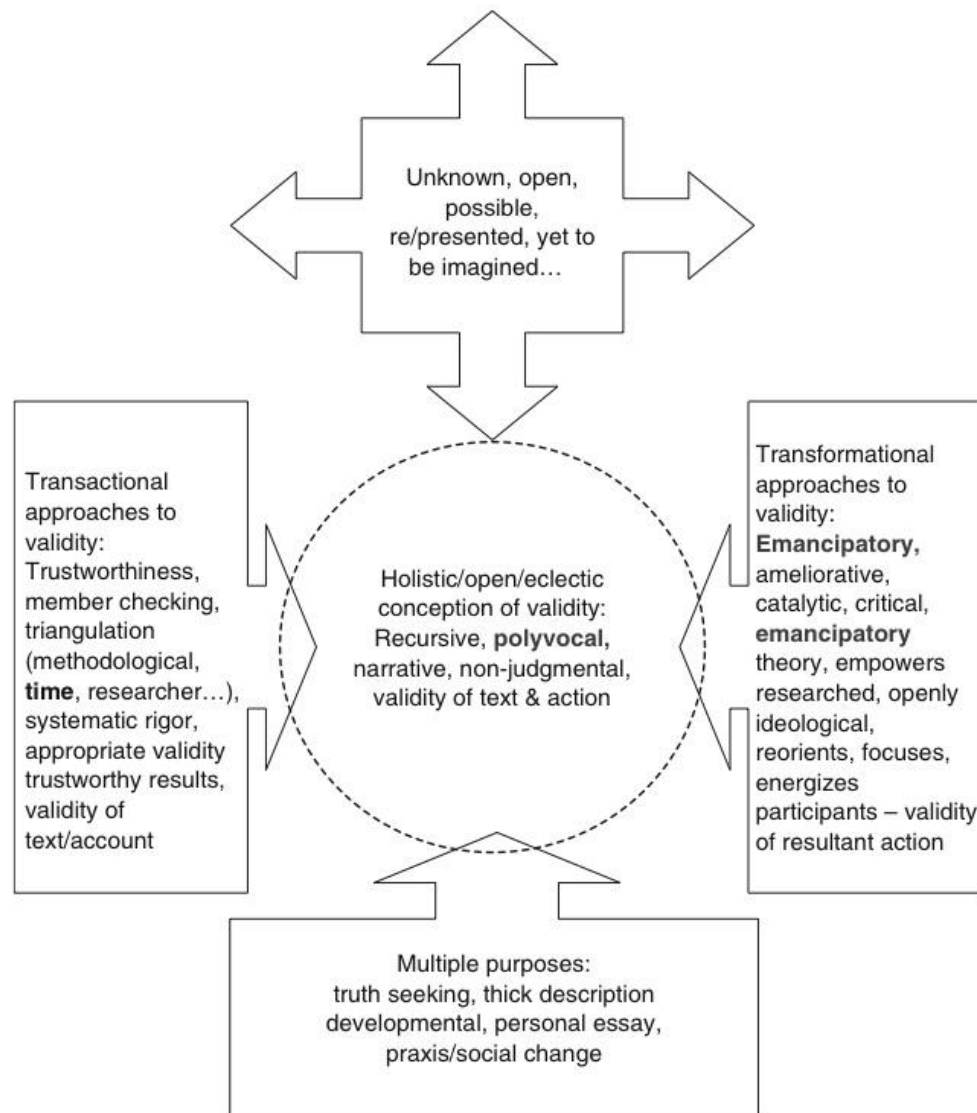 Unknown, open,
possible,
re/presented, yet to
be imagined…
Transactional
approaches to
validity:
Trustworthiness,
member checking,
triangulation
(methodological,
time, researcher…),
systematic rigor,
appropriate validity
trustworthy results,
validity of
text/account
Holistic/open/eclectic
conception of validity:
Recursive, polyvocal,
narrative, non-judgmental,
validity of text & action
Transformational
approaches to
validity:
Emancipatory,
ameliorative,
catalytic, critical,
emancipatory
theory, empowers
researched, openly
ideological,
reorients, focuses,
energizes
participants – validity
of resultant action
Multiple purposes:
truth seeking, thick description
developmental, personal essay,
praxis/social change